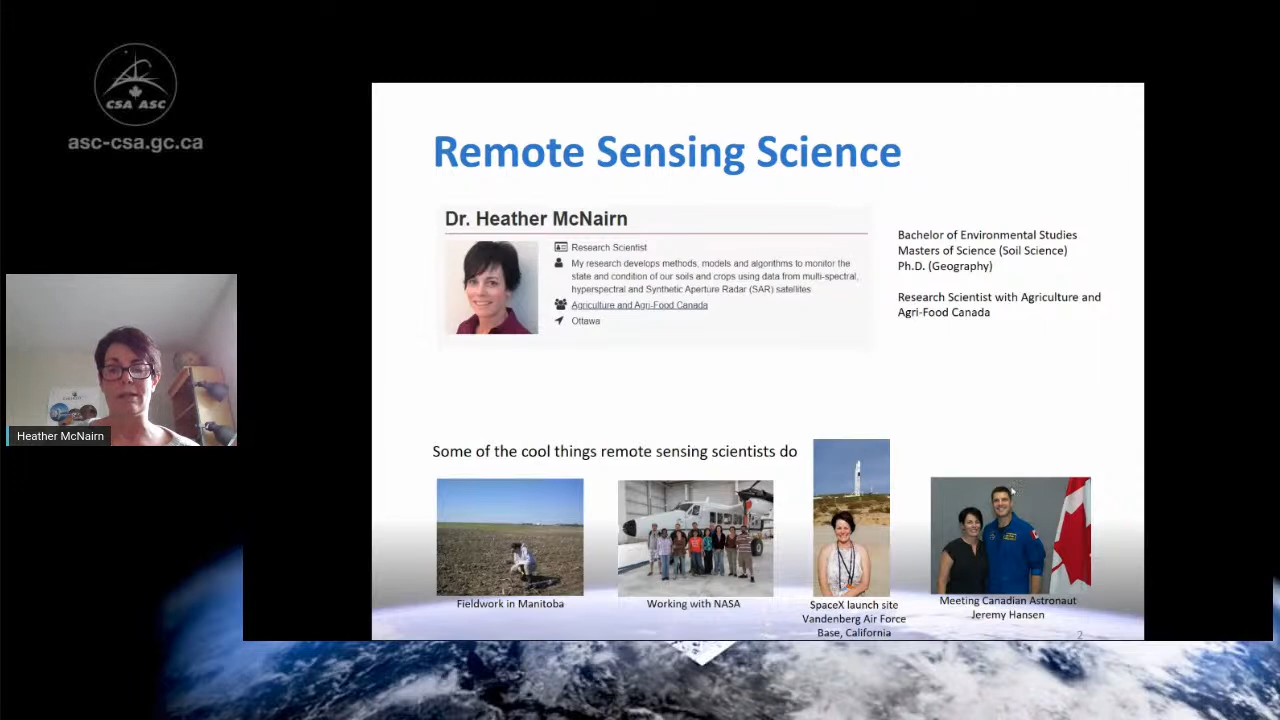 CSA ASC
asc-csa.gc.ca
Remote Sensing Science
Dr. Heather McNairn
Research Scientist
My research develops methods, models and algorithms to monitor the
state and condition of our soils and crops using data from multi-spectral,
hyperspectral and Synthetic Aperture Radar (SAR) satellites
Agriculture and Agri-Food Canada
Ottawa
Bachelor of Environmental Studies
Masters of Science (Soil Science)
Ph.D. (Geography)
Research Scientist with Agriculture and
Agri-Food Canada
Heather McNairn
Some of the cool things remote sensing scientists do
Fieldwork in Manitoba
Working with NASA
SpaceX launch site
Vandenberg Air Force
Base, California
Meeting Canadian Astronaut
Jeremy Hansen
2